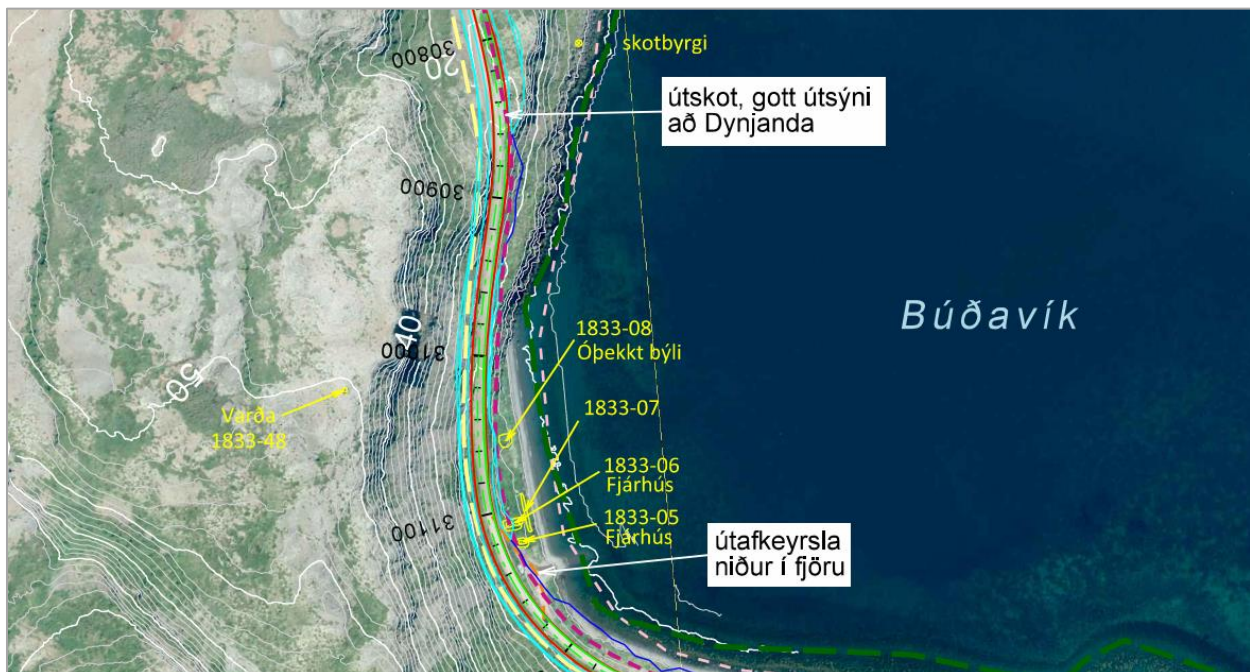 skotbyrgi
30800
20
útskot, gott útsýni
að Dynjanda
30900
Búðavík
40
1833-08
Óþekkt býli
31000
50
Varða
1833-48
1833-07
1833-06
Fjárhús
1833-05
Fjárhús
31100
útafkeyrsla
niður í fjöru